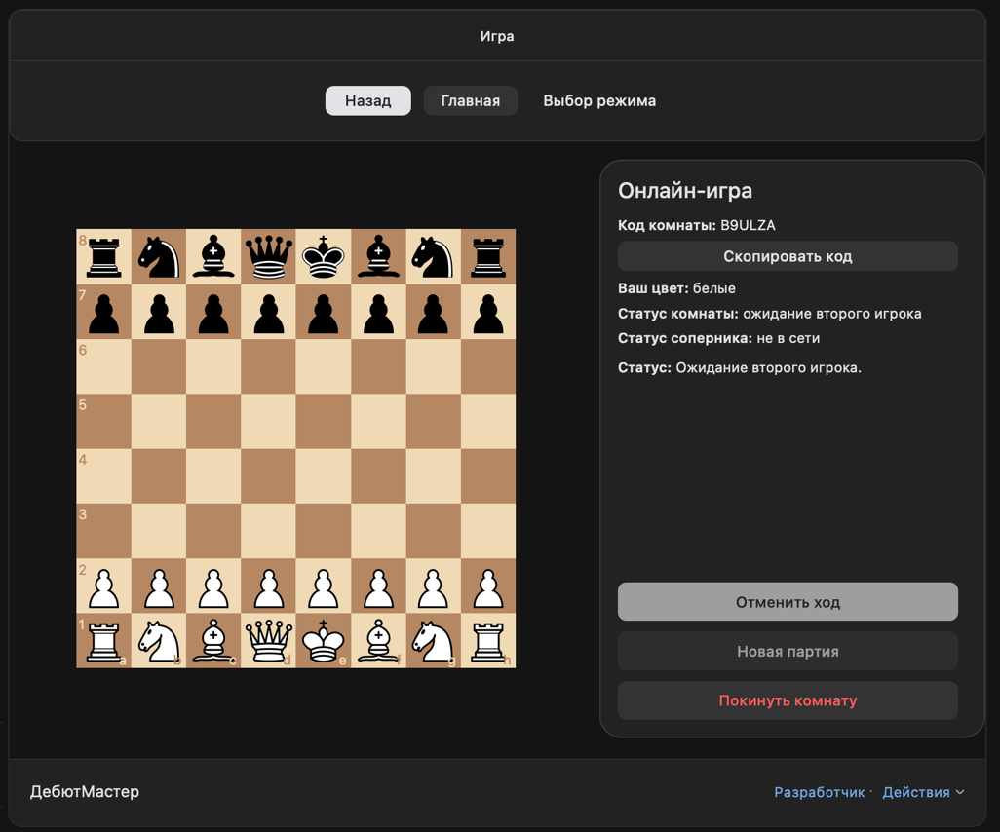 Игра
Назад Главная Выбор режима
Онлайн-игра
Код комнаты: B9ULZA
Скопировать код
Ваш цвет: белые
Статус комнаты: ожидание второго игрока
Статус соперника: не в сети
Статус: Ожидание второго игрока.
8
7
6
5
4
3
2
1
a b c d e f g h
Отменить ход
Новая партия
Покинуть комнату
ДебютМастер
Разработчик · Действия